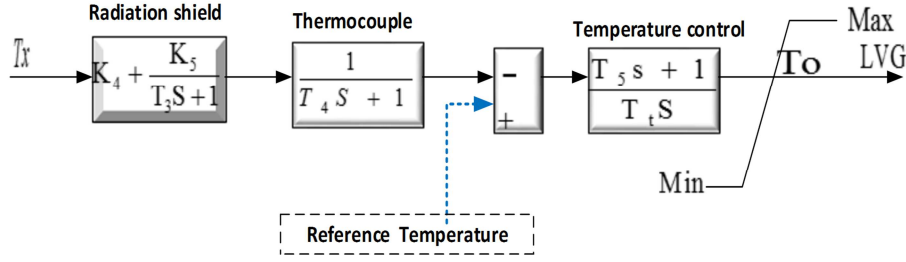 Radiation shield
Thermocouple
Temperature control
Tx
K₄ + K₅ / T₃S+1
1 / T₄S + 1
-
+
T₅s + 1 / TₜS
Max
To LVG
Min
Reference Temperature